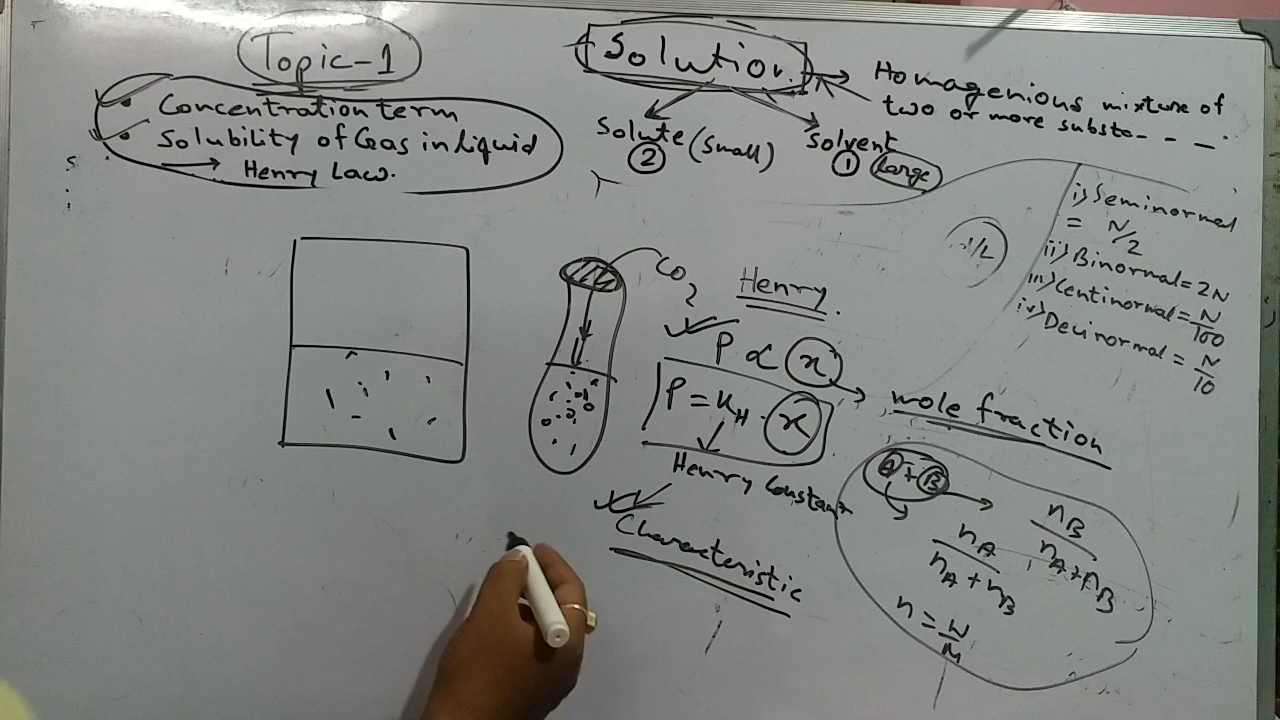 Topic-1
• Concentration term
• Solubility of Gas in Liquid
→ Henry Law.
Solution.
→ Homagenious mixture of
two or more substa- - -
Solute (Small)
②
Solvent
① Large
i) Seminormal
= N/2
ii) Binormal = 2N
iii) Centinormal = N/100
iv) Decinormal = N/10
CO2
Henry.
P ∝ x
→ mole fraction
P = KH . x
Henry Constant
Characteristic
A + B
nA / nA + nB
nB / nA + nB
n = W/M